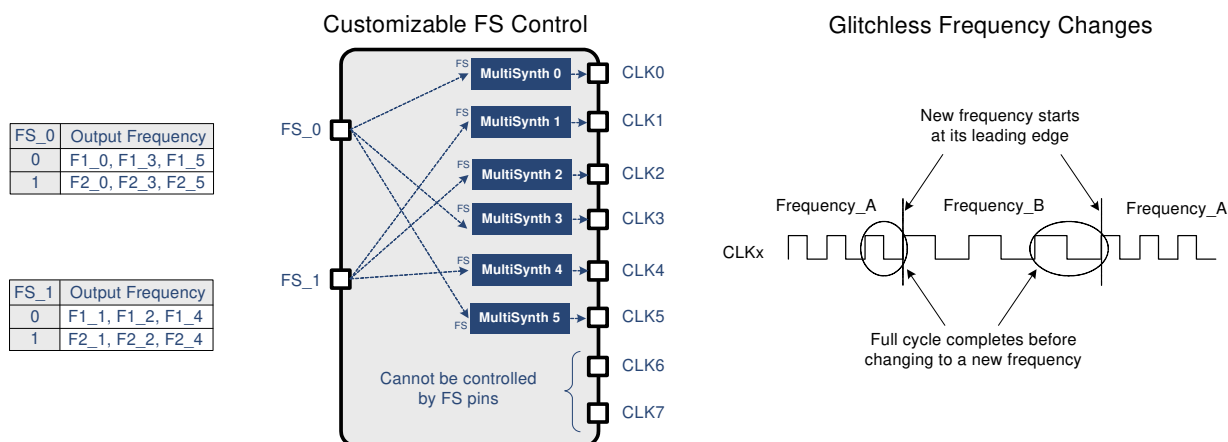 Customizable FS Control
Glitchless Frequency Changes
FS_0 Output Frequency
0 F1_0, F1_3, F1_5
1 F2_0, F2_3, F2_5
FS_1 Output Frequency
0 F1_1, F1_2, F1_4
1 F2_1, F2_2, F2_4
FS_0
FS_1
FS MultiSynth 0 CLK0
FS MultiSynth 1 CLK1
FS MultiSynth 2 CLK2
FS MultiSynth 3 CLK3
FS MultiSynth 4 CLK4
FS MultiSynth 5 CLK5
Cannot be controlled
by FS pins
CLK6
CLK7
New frequency starts
at its leading edge
Frequency_A Frequency_B Frequency_A
CLKx
Full cycle completes before
changing to a new frequency